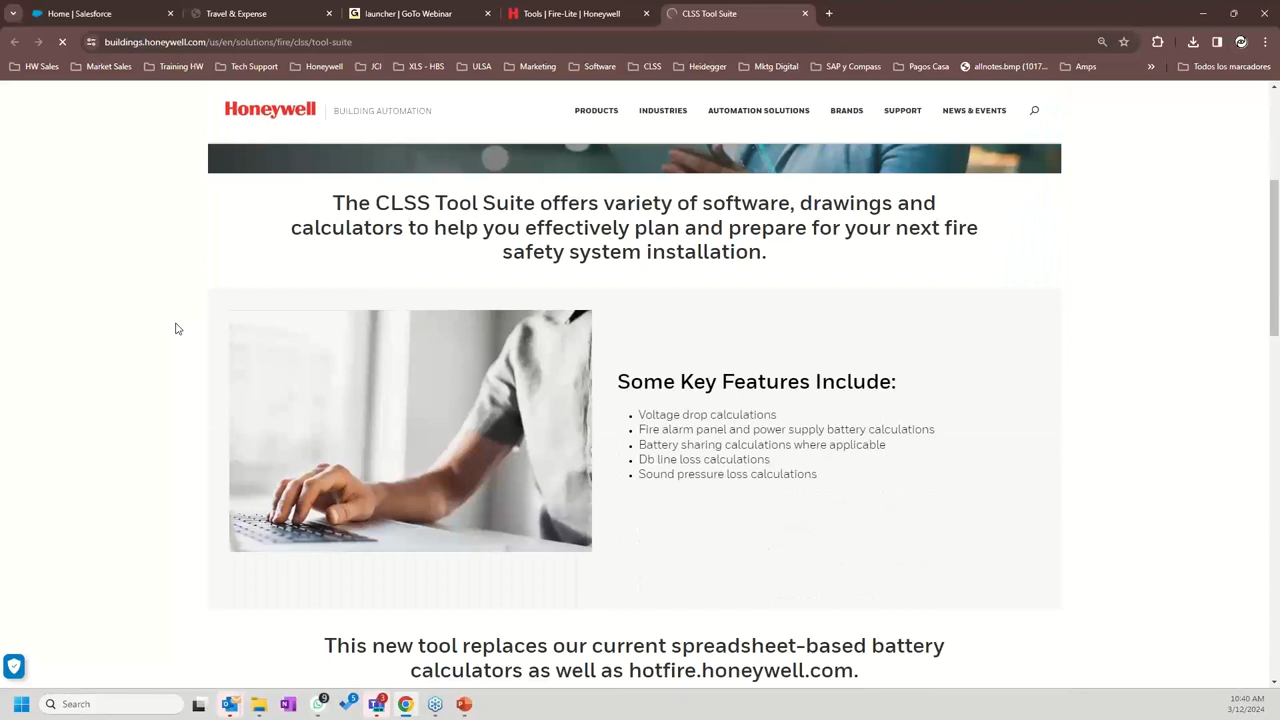 Home | Salesforce
Travel & Expense
launcher | GoTo Webinar
Tools | Fire-Lite | Honeywell
CLSS Tool Suite
buildings.honeywell.com/us/en/solutions/fire/clss/tool-suite
HW Sales
Market Sales
Training HW
Tech Support
Honeywell
JCI
XLS - HBS
ULSA
Marketing
Software
CLSS
Heidegger
Mktg Digital
SAP y Compass
Pagos Casa
allnotes.bmp (1017...
Amps
»
Todos los marcadores
Honeywell | BUILDING AUTOMATION
PRODUCTS
INDUSTRIES
AUTOMATION SOLUTIONS
BRANDS
SUPPORT
NEWS & EVENTS
The CLSS Tool Suite offers variety of software, drawings and
calculators to help you effectively plan and prepare for your next fire
safety system installation.
Some Key Features Include:
• Voltage drop calculations
• Fire alarm panel and power supply battery calculations
• Battery sharing calculations where applicable
• Db line loss calculations
• Sound pressure loss calculations
This new tool replaces our current spreadsheet-based battery
calculators as well as hotfire.honeywell.com.
Search
9
5
3
10:40 AM
3/12/2024